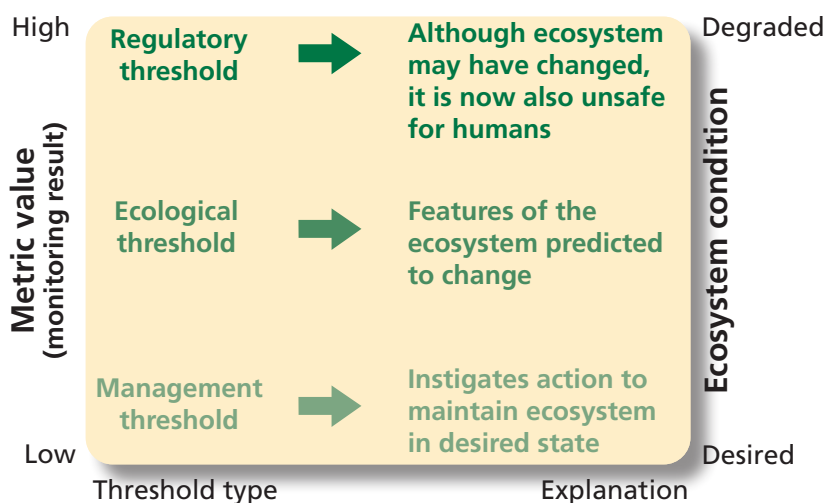 High
Regulatory
threshold
Although ecosystem
may have changed,
it is now also unsafe
for humans
Degraded
Metric value
(monitoring result)
Ecological
threshold
Features of the
ecosystem predicted
to change
Ecosystem condition
Management
threshold
Instigates action to
maintain ecosystem
in desired state
Low
Desired
Threshold type
Explanation